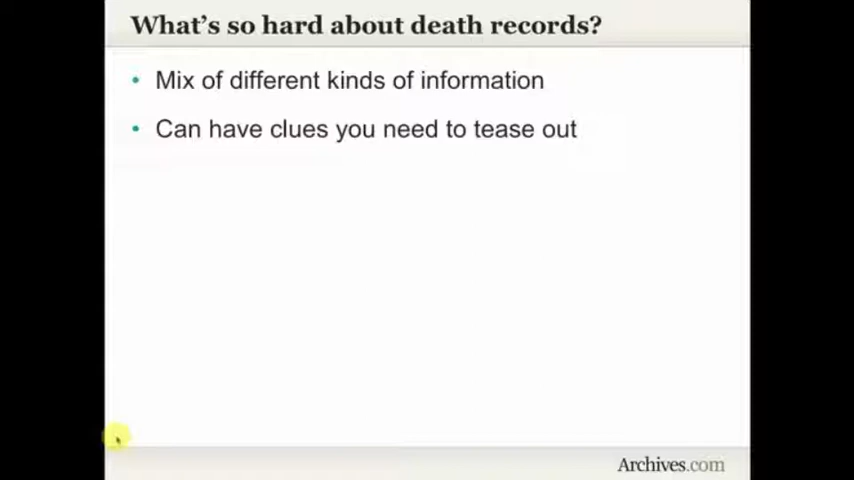 What's so hard about death records?
• Mix of different kinds of information
• Can have clues you need to tease out
Archives.com